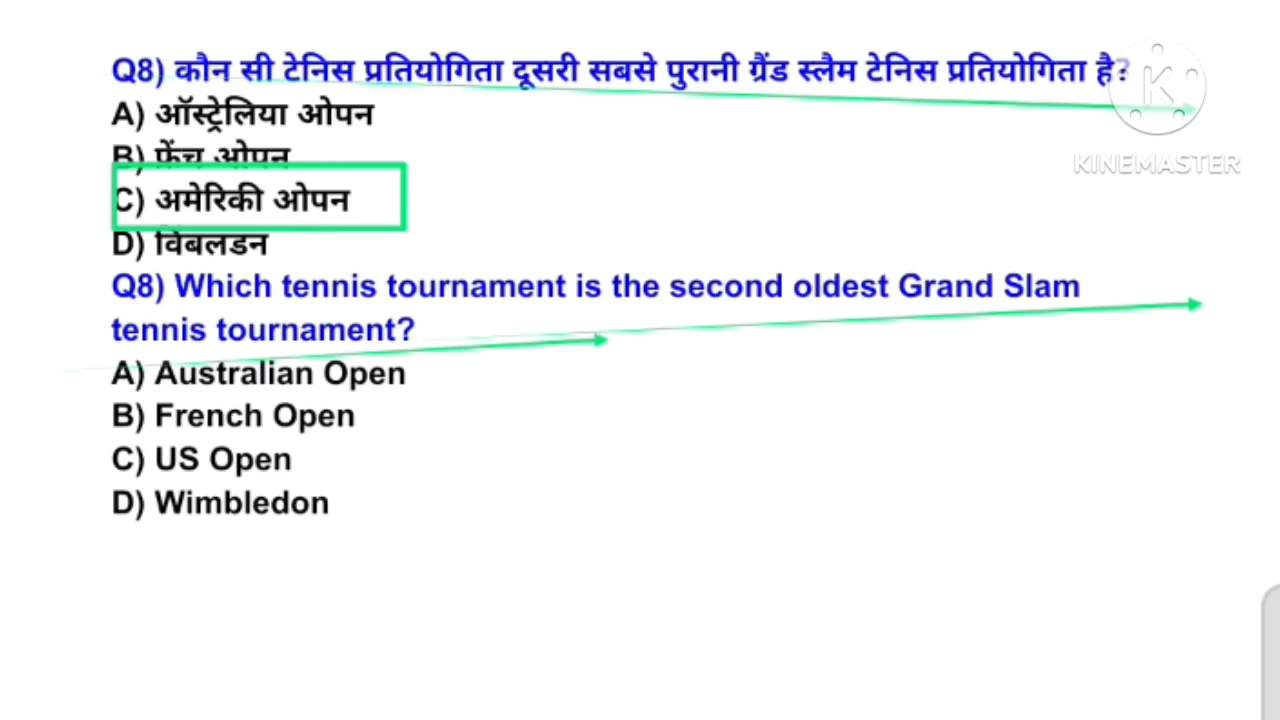 Q8) कौन सी टेनिस प्रतियोगिता दूसरी सबसे पुरानी ग्रैंड स्लैम टेनिस प्रतियोगिता है?
A) ऑस्ट्रेलिया ओपन
B) फ्रेंच ओपन
C) अमेरिकी ओपन
D) विंबलडन
Q8) Which tennis tournament is the second oldest Grand Slam
tennis tournament?
A) Australian Open
B) French Open
C) US Open
D) Wimbledon
K
KINEMASTER